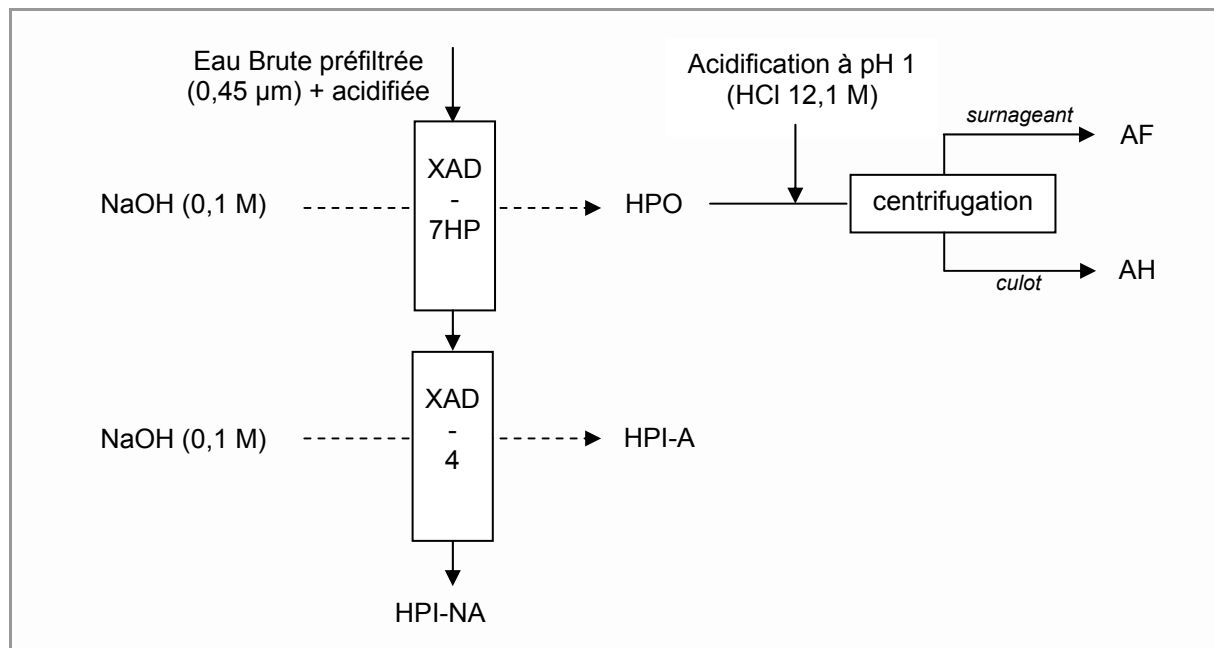 Eau Brute préfiltrée
(0,45 µm) + acidifiée
Acidification à pH 1
(HCl 12,1 M)
surnageant
AF
XAD
-
7HP
NaOH (0,1 M)
HPO
centrifugation
culot
AH
XAD
-
4
NaOH (0,1 M)
HPI-A
HPI-NA